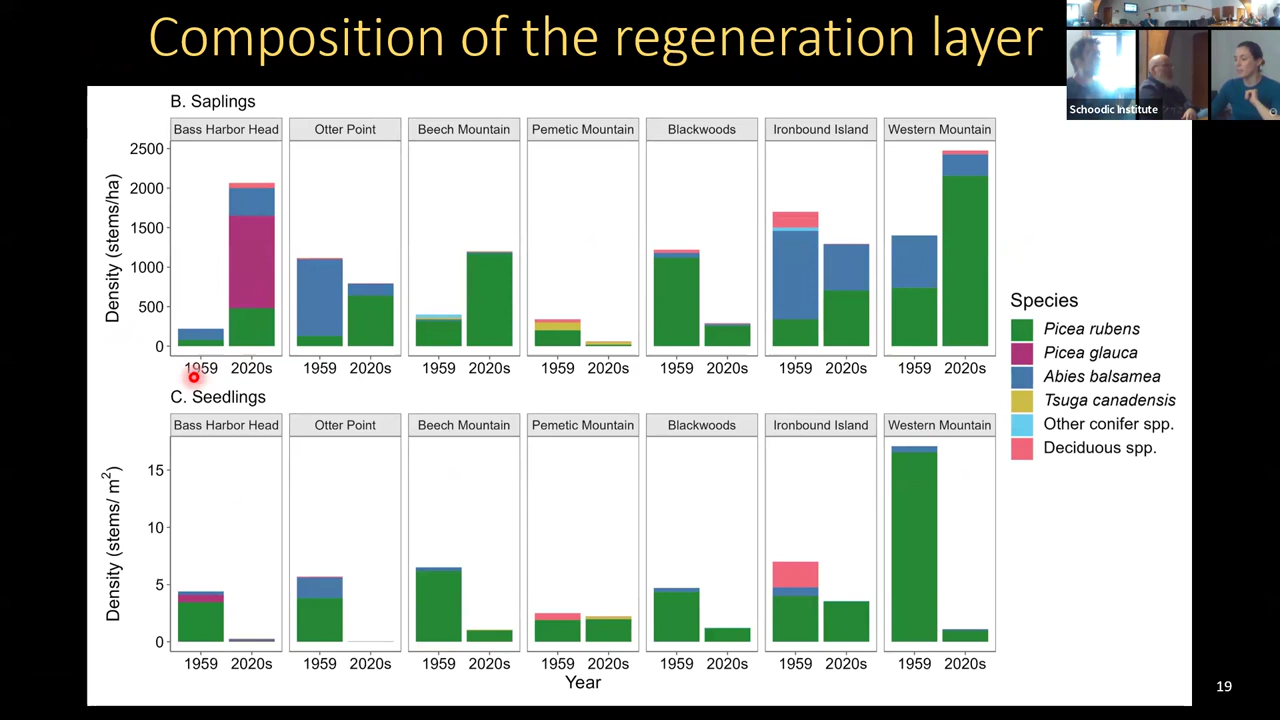 Composition of the regeneration layer
Schoodic Institute
B. Saplings
Bass Harbor Head Otter Point Beech Mountain Pemetic Mountain Blackwoods Ironbound Island Western Mountain
Density (stems/ha)
2500
2000
1500
1000
500
0
1959 2020s 1959 2020s 1959 2020s 1959 2020s 1959 2020s 1959 2020s 1959 2020s
C. Seedlings
Bass Harbor Head Otter Point Beech Mountain Pemetic Mountain Blackwoods Ironbound Island Western Mountain
Density (stems/ m²)
15
10
5
0
1959 2020s 1959 2020s 1959 2020s 1959 2020s 1959 2020s 1959 2020s 1959 2020s
Year
Species
Picea rubens
Picea glauca
Abies balsamea
Tsuga canadensis
Other conifer spp.
Deciduous spp.
19